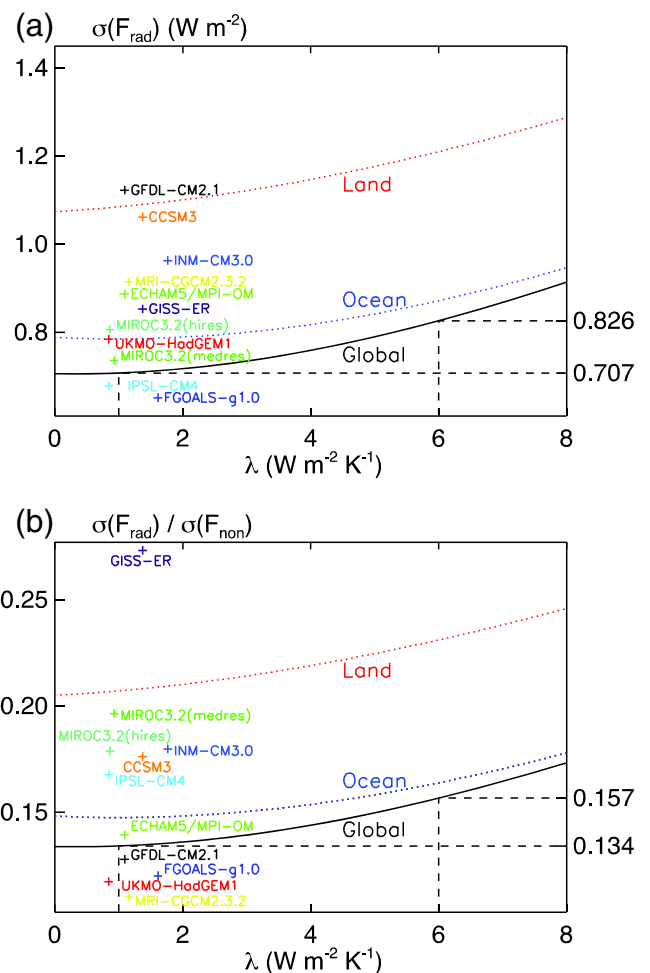 (a) σ(Frad) (W m-2)
1.4
1.2
1.0
0.8
GFDL-CM2.1
Land
CCSM3
INM-CM3.0
MRI-CGCM2.3.2
ECHAM5/MPI-OM
Ocean
GISS-ER
MIROC3.2(hires)
0.826
UKMO-HadGEM1
MIROC3.2(medres)
Global
0.707
IPSL-CM4
FGOALS-g1.0
0 2 4 6 8
λ (W m-2 K-1)
(b) σ(Frad) / σ(Fnon)
GISS-ER
0.25
0.20
0.15
Land
MIROC3.2(medres)
MIROC3.2(hires)
INM-CM3.0
CCSM3
IPSL-CM4
Ocean
0.157
ECHAM5/MPI-OM
Global
0.134
GFDL-CM2.1
FGOALS-g1.0
UKMO-HadGEM1
MRI-CGCM2.3.2
0 2 4 6 8
λ (W m-2 K-1)